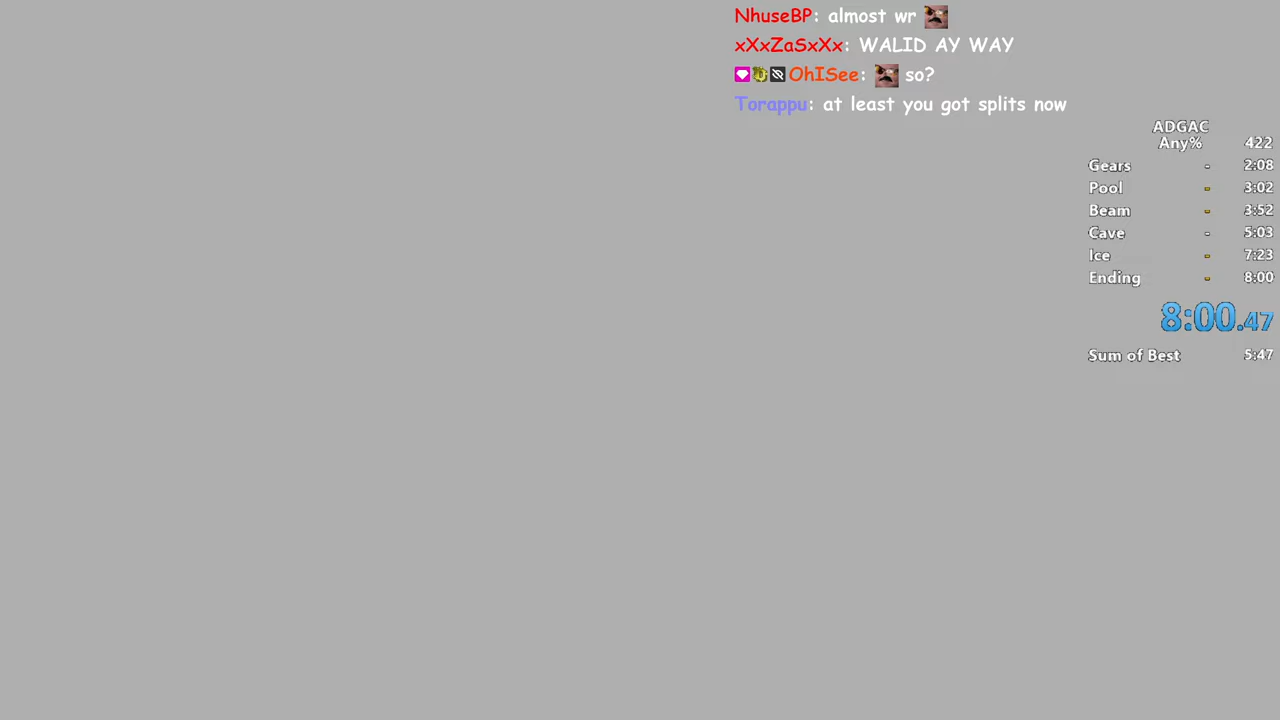 NhuseBP: almost wr
xXxZaSxXx: WALID AY WAY
OhISee: so?
Torappu: at least you got splits now
ADGAC
Any% 422
Gears - 2:08
Pool - 3:02
Beam - 3:52
Cave - 5:03
Ice - 7:23
Ending - 8:00
8:00.47
Sum of Best 5:47